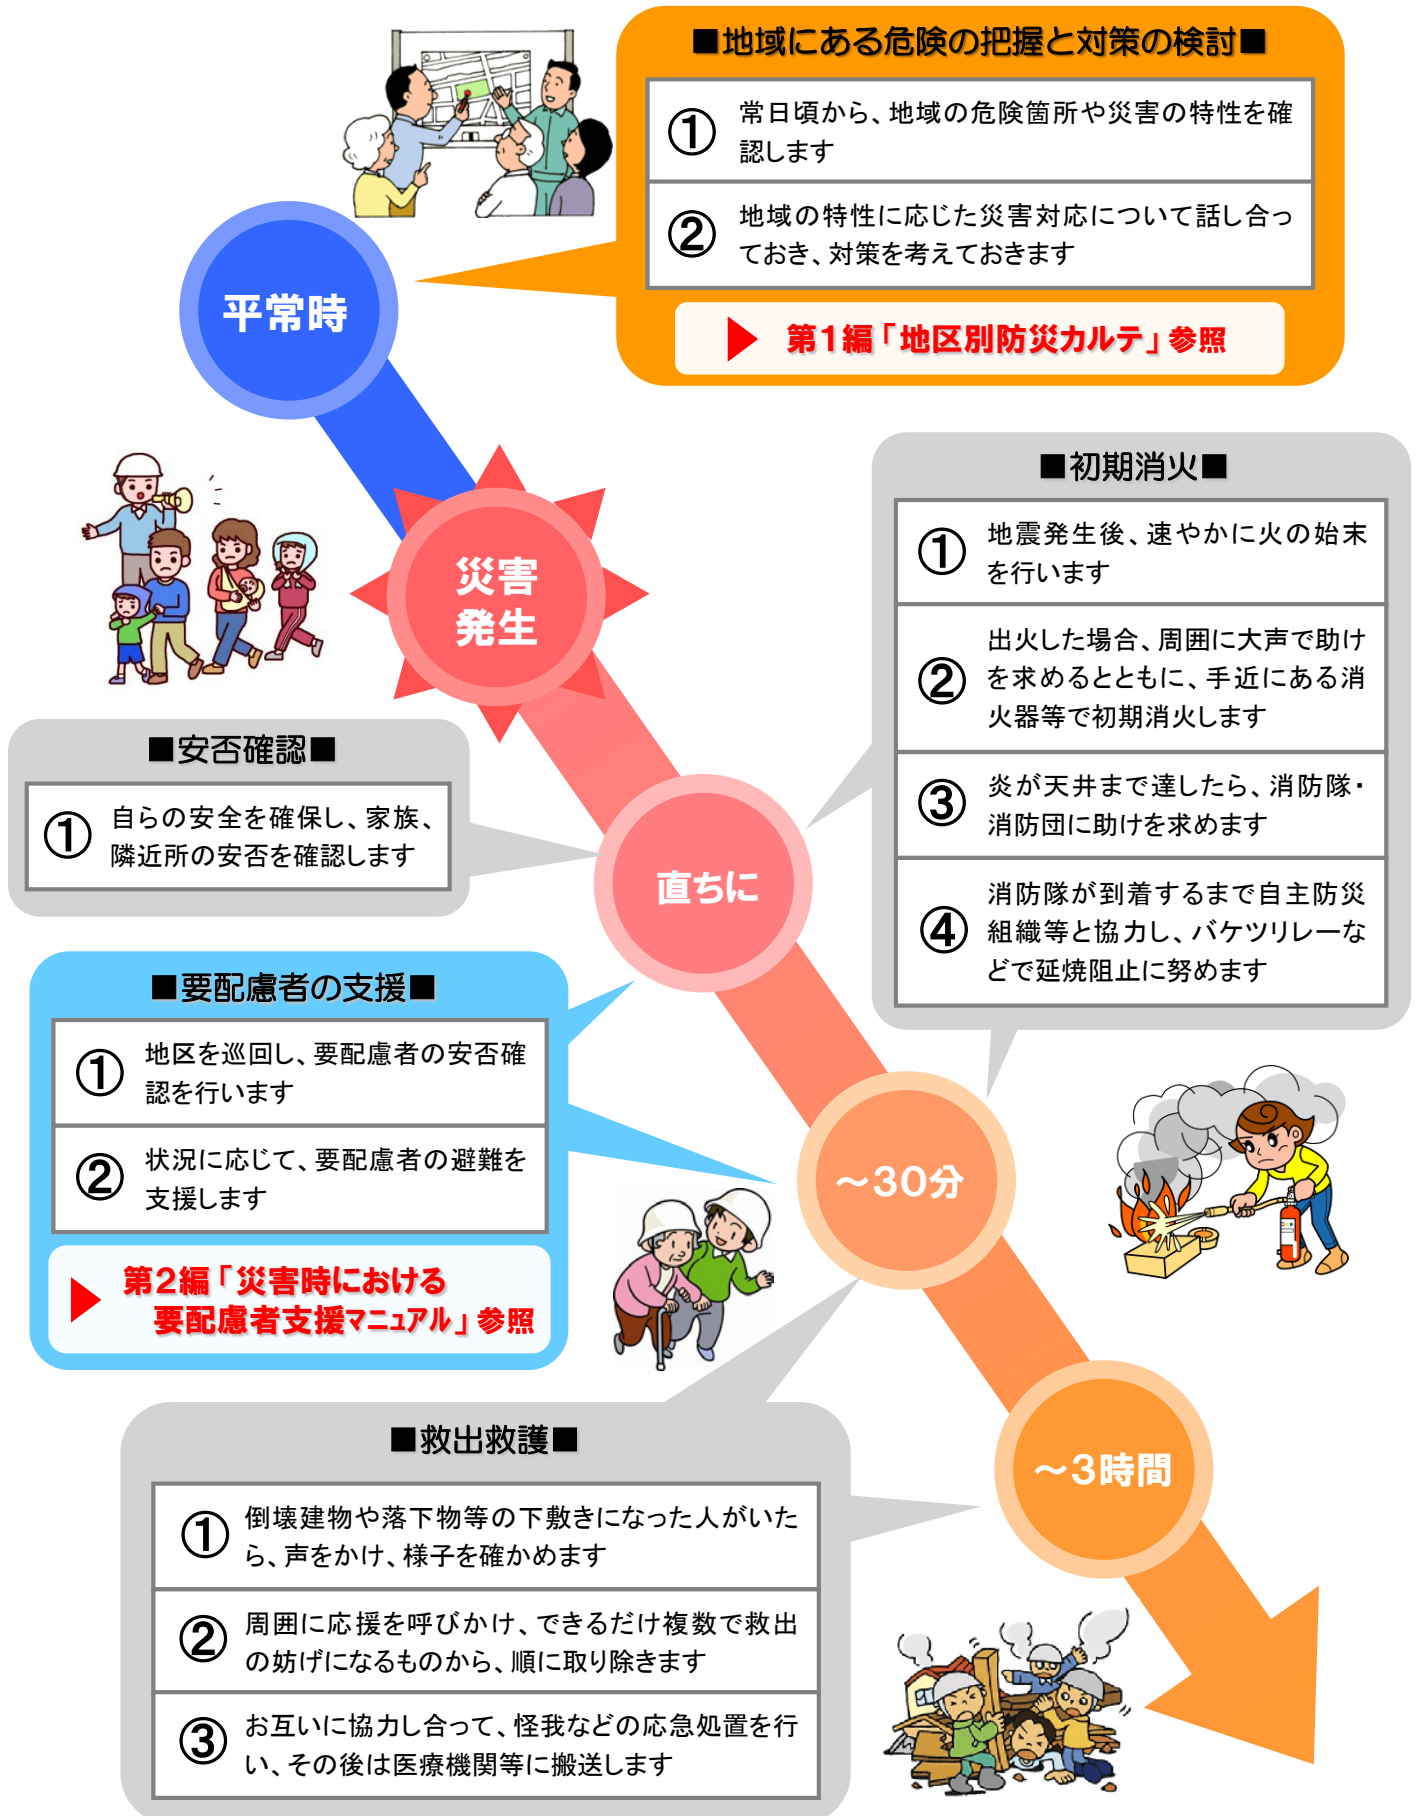 ■地域にある危険の把握と対策の検討■
①
常日頃から、地域の危険箇所や災害の特性を確
認します
②
地域の特性に応じた災害対応について話し合っ
ておき、対策を考えておきます
第1編「地区別防災カルテ」参照
平常時
災害
発生
■初期消火■
①
地震発生後、速やかに火の始末
を行います
②
出火した場合、周囲に大声で助け
を求めるとともに、手近にある消
火器等で初期消火します
③
炎が天井まで達したら、消防隊・
消防団に助けを求めます
④
消防隊が到着するまで自主防災
組織等と協力し、バケツリレーな
どで延焼阻止に努めます
■安否確認■
①
自らの安全を確保し、家族、
隣近所の安否を確認します
直ちに
■要配慮者の支援■
①
地区を巡回し、要配慮者の安否確
認を行います
②
状況に応じて、要配慮者の避難を
支援します
第2編「災害時における
要配慮者支援マニュアル」参照
～30分
■救出救護■
①
倒壊建物や落下物等の下敷きになった人がいた
ら、声をかけ、様子を確かめます
②
周囲に応援を呼びかけ、できるだけ複数で救出
の妨げになるものから、順に取り除きます
③
お互いに協力し合って、怪我などの応急処置を行
い、その後は医療機関等に搬送します
～3時間